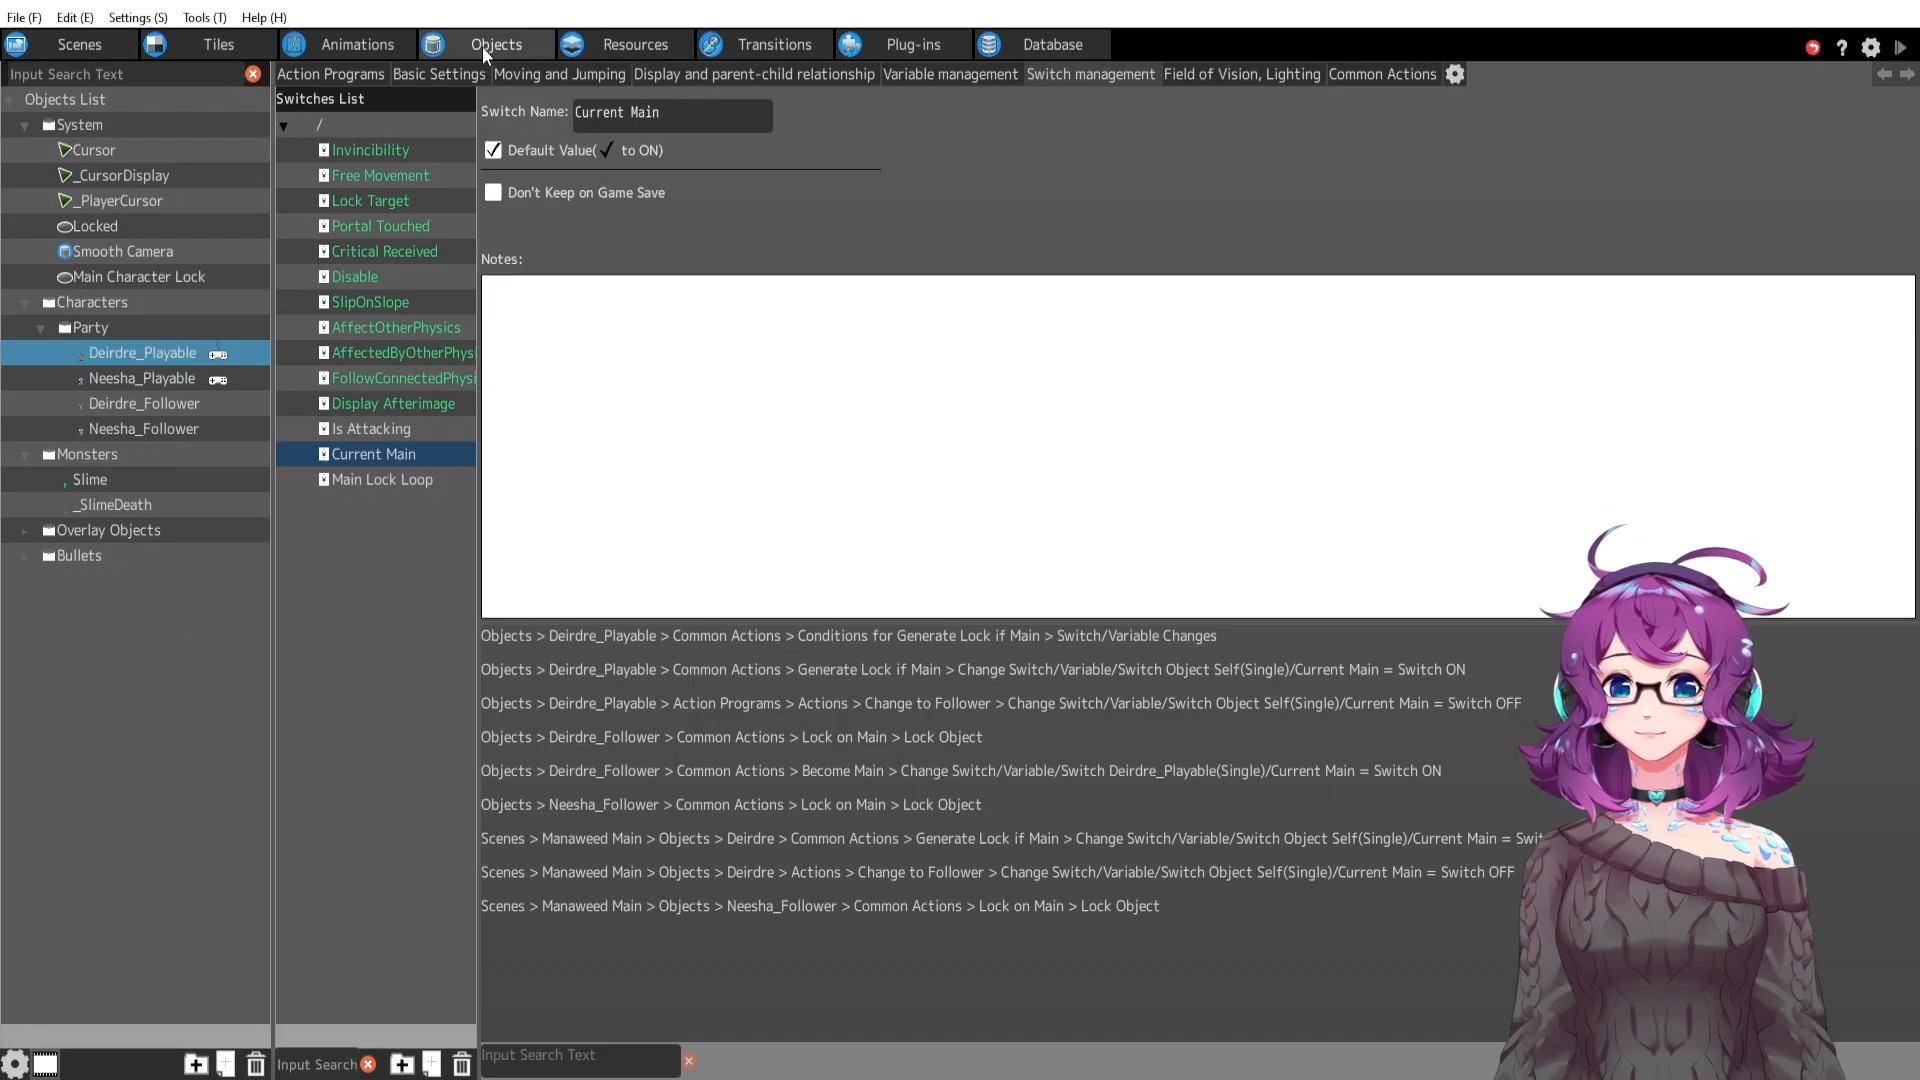 File (F) Edit (E) Settings (S) Tools (T) Help (H)
Scenes Tiles Animations Objects Resources Transitions Plug-ins Database
Input Search Text
Action Programs Basic Settings Moving and Jumping Display and parent-child relationship Variable management Switch management Field of Vision, Lighting Common Actions
Objects List
System
Cursor
_CursorDisplay
_PlayerCursor
Locked
Smooth Camera
Main Character Lock
Characters
Party
Deirdre_Playable
Neesha_Playable
Deirdre_Follower
Neesha_Follower
Monsters
Slime
_SlimeDeath
Overlay Objects
Bullets
Switches List
/
Invincibility
Free Movement
Lock Target
Portal Touched
Critical Received
Disable
SlipOnSlope
AffectOtherPhysics
AffectedByOtherPhysi
FollowConnectedPhysi
Display Afterimage
Is Attacking
Current Main
Main Lock Loop
Input Search
Switch Name: Current Main
Default Value(✓ to ON)
Don't Keep on Game Save
Notes:
Objects > Deirdre_Playable > Common Actions > Conditions for Generate Lock if Main > Switch/Variable Changes
Objects > Deirdre_Playable > Common Actions > Generate Lock if Main > Change Switch/Variable/Switch Object Self(Single)/Current Main = Switch ON
Objects > Deirdre_Playable > Action Programs > Actions > Change to Follower > Change Switch/Variable/Switch Object Self(Single)/Current Main = Switch OFF
Objects > Deirdre_Follower > Common Actions > Lock on Main > Lock Object
Objects > Deirdre_Follower > Common Actions > Become Main > Change Switch/Variable/Switch Deirdre_Playable(Single)/Current Main = Switch ON
Objects > Neesha_Follower > Common Actions > Lock on Main > Lock Object
Scenes > Manaweed Main > Objects > Deirdre > Common Actions > Generate Lock if Main > Change Switch/Variable/Switch Object Self(Single)/Current Main = Swit
Scenes > Manaweed Main > Objects > Deirdre > Actions > Change to Follower > Change Switch/Variable/Switch Object Self(Single)/Current Main = Switch OFF
Scenes > Manaweed Main > Objects > Neesha_Follower > Common Actions > Lock on Main > Lock Object
Input Search Text